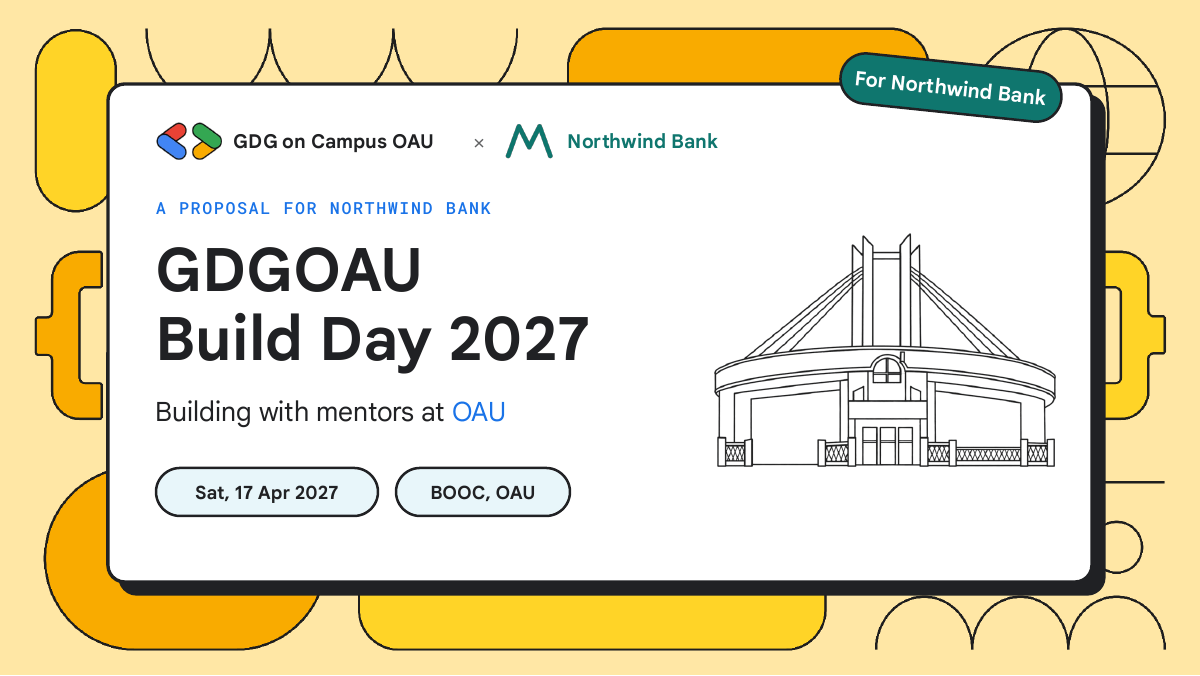 For Northwind Bank
GDG on Campus OAU × Northwind Bank
A PROPOSAL FOR NORTHWIND BANK
GDGOAU
Build Day 2027
Building with mentors at OAU
Sat, 17 Apr 2027
BOOC, OAU